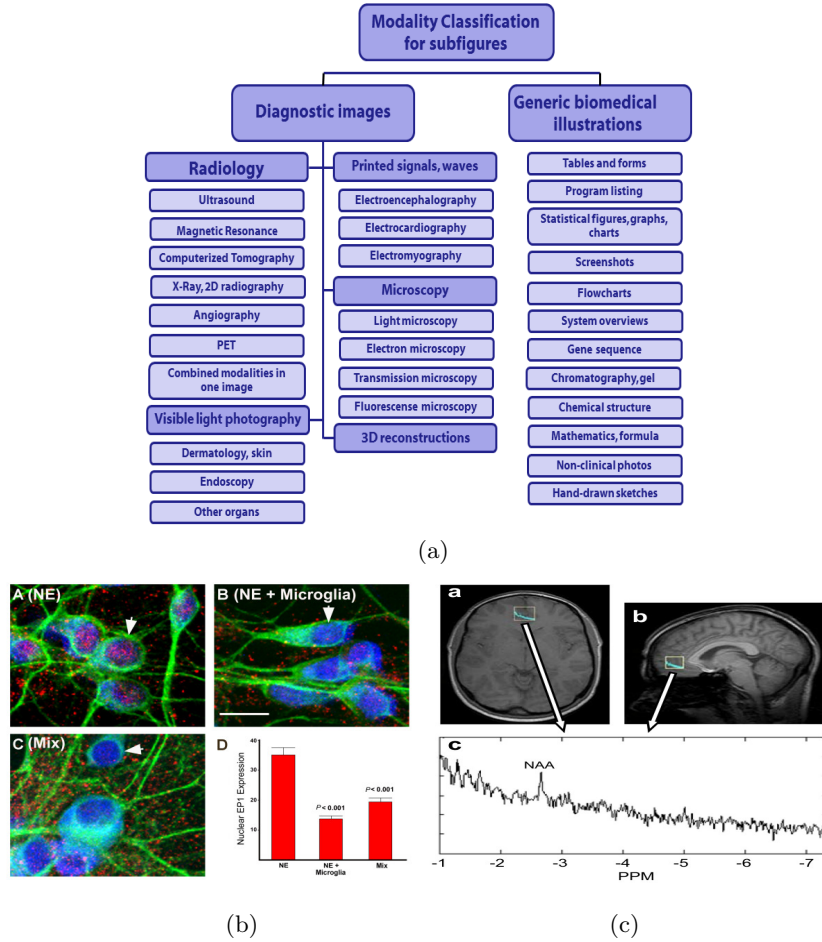 Modality Classification
for subfigures
Diagnostic images
Generic biomedical
illustrations
Radiology
Ultrasound
Magnetic Resonance
Computerized Tomography
X-Ray, 2D radiography
Angiography
PET
Combined modalities in
one image
Visible light photography
Dermatology, skin
Endoscopy
Other organs
Printed signals, waves
Electroencephalography
Electrocardiography
Electromyography
Microscopy
Light microscopy
Electron microscopy
Transmission microscopy
Fluorescense microscopy
3D reconstructions
Tables and forms
Program listing
Statistical figures, graphs,
charts
Screenshots
Flowcharts
System overviews
Gene sequence
Chromatography, gel
Chemical structure
Mathematics, formula
Non-clinical photos
Hand-drawn sketches
(a)
A (NE)
B (NE + Microglia)
C (Mix)
D
Nuclear EP1 Expression
40
30
20
10
P < 0.001
P < 0.001
NE
NE +
Microglia
Mix
(b)
a
b
c
NAA
-1 -2 -3 -4 -5 -6 -7
PPM
(c)